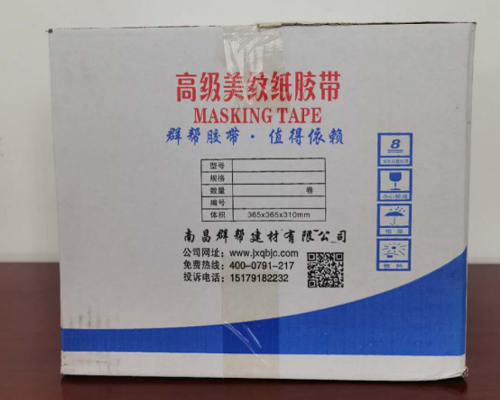 高级美纹纸胶带
MASKING TAPE
群帮胶带·值得依赖
型号
规格
数量 卷
编号
体积 365x365x310mm
南昌群帮建材有限公司
公司网址：www.jxqbjc.com
免费热线：400-0791-217
投诉电话：15179182232
8